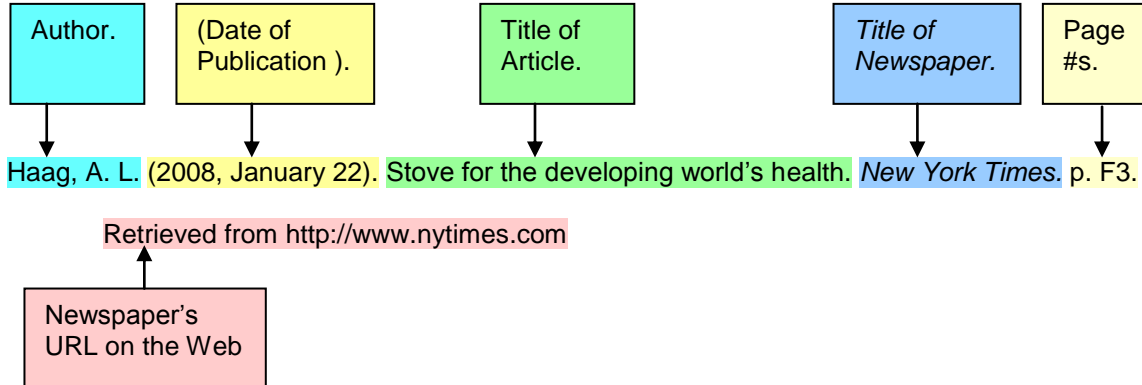 Author.
(Date of
Publication ).
Title of
Article.
Title of
Newspaper.
Page
#s.
Haag, A. L. (2008, January 22). Stove for the developing world’s health. New York Times. p. F3.
Retrieved from http://www.nytimes.com
Newspaper’s
URL on the Web